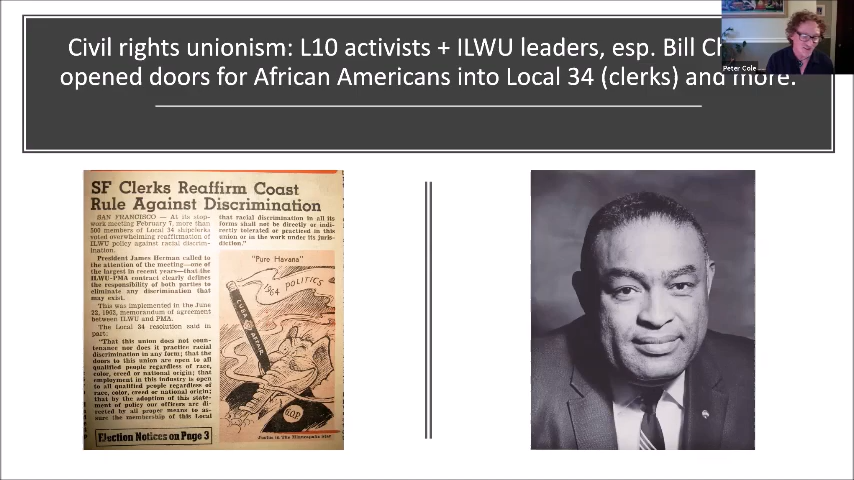 Civil rights unionism: L10 activists + ILWU leaders, esp. Bill Ch
opened doors for African Americans into Local 34 (clerks) and more.
Peter Cole
SF Clerks Reaffirm Coast
Rule Against Discrimination
SAN FRANCISCO — At its stop-
work meeting February 7, more than
300 members of Local 34 shipclerks
voted overwhelming reaffirmation of
ILWU policy against racial discrim-
ination.
President James Herman called to
the attention of the meeting—one of
the largest in recent years—that the
ILWU-PMA contract clearly defines
the responsibility of both parties to
eliminate any discrimination that
may exist.
This was implemented in the June
22, 1963, memorandum of agreement
between ILWU and PMA.
The Local 34 resolution said in
part:
"That this union does not coun-
tenance nor does it practice racial
discrimination in any form; that the
doors to this union are open to all
qualified people regardless of race,
color, creed or national origin; that
employment in this industry is open
to all qualified people regardless of
race, color, creed or national origin;
that by the adoption of this state-
ment of policy our officers are di-
rected by all proper means to as-
sure the membership of this Local
that racial discrimination in all its
forms shall not be directly or indi-
rectly tolerated or practiced in this
union or in the work under its juris-
diction."
"Pure Havana"
1964 POLITICS
CUBA AFFAIR
G.O.P.
Justus in The Minneapolis Star
Election Notices on Page 3